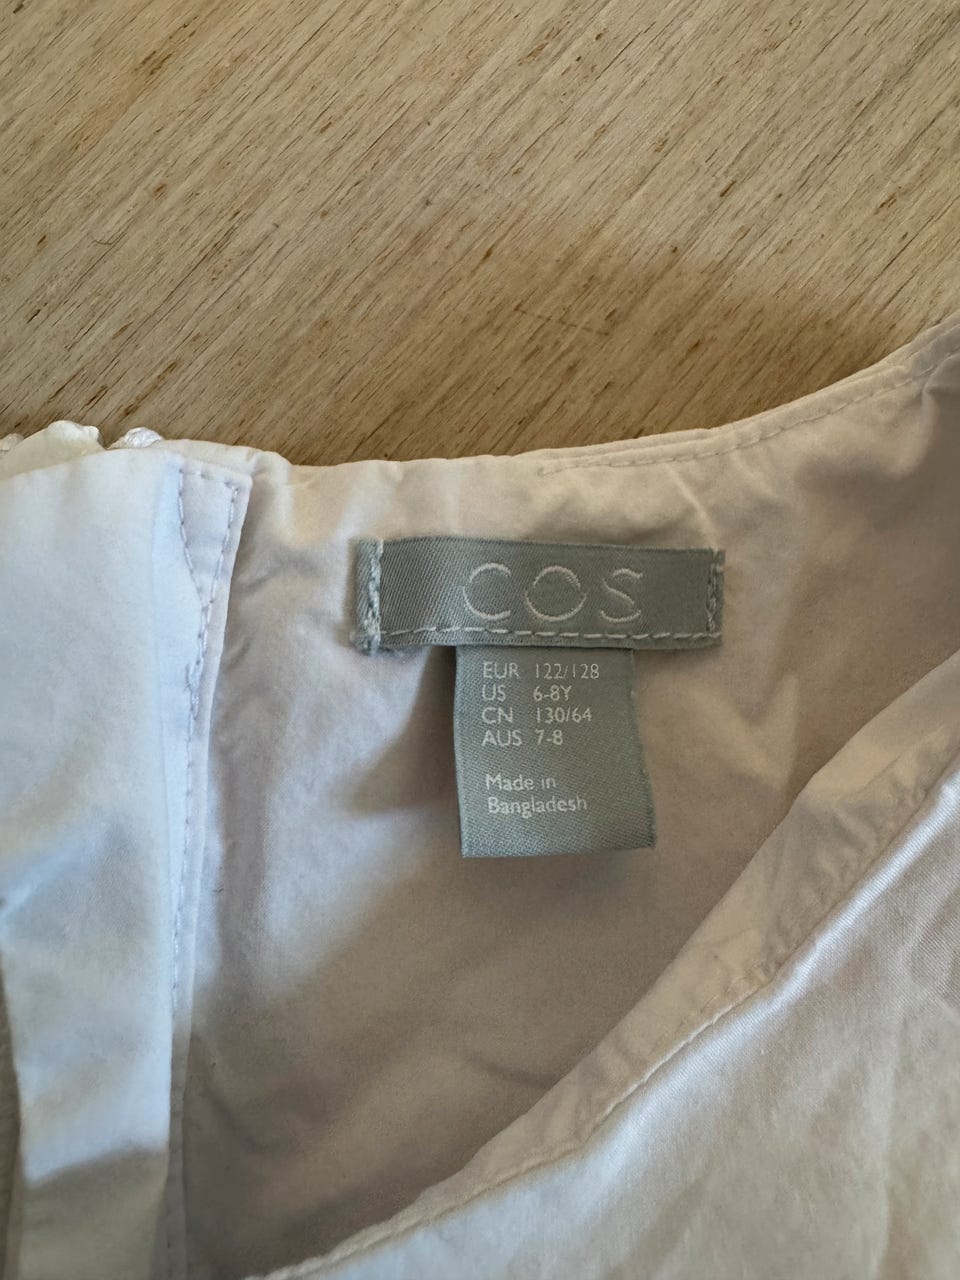 COS
EUR 122/128
US 6-8Y
CN 130/64
AUS 7-8
Made in
Bangladesh